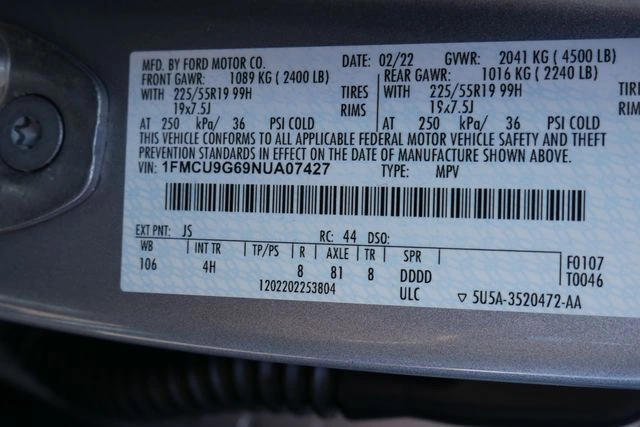 MFD. BY FORD MOTOR CO. 02/22 GVWR: 2041 KG ( 4500 LB)
FRONT GAWR: 1089 KG ( 2400 LB) REAR GAWR: 1016 KG ( 2240 LB)
WITH 225/55R19 99H TIRES WITH 225/55R19 99H TIRE
19x7.5J RIMS 19x7.5J RIMS
AT 250 kPa/ 36 PSI COLD AT 250 kPa/ 36 PSI COLD
THIS VEHICLE CONFORMS TO ALL APPLICABLE FEDERAL MOTOR VEHICLE SAFETY AND THEFT
PREVENTION STANDARDS IN EFFECT ON THE DATE OF MANUFACTURE SHOWN ABOVE.
VIN: 1FMCU9G69NUA07427 TYPE: MPV
EXT PNT: JS RC: 44 DSO:
WB INT TR TP/PS R AXLE TR SPR F0107
106 4H 8 81 8 DDDD T0046
1202202253804 ULC ▽ 5U5A-3520472-AA